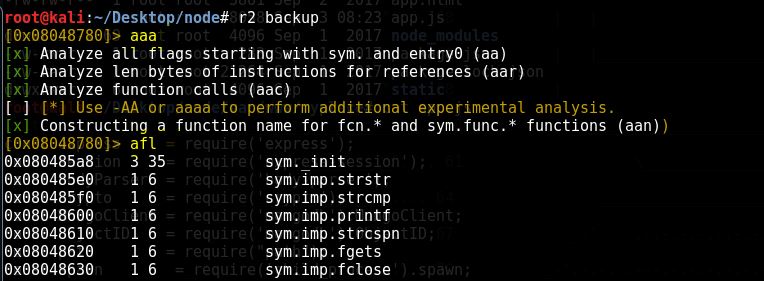 root@kali:~/Desktop/node# r2 backup
[0x08048780]> aaa
[x] Analyze all flags starting with sym. and entry0 (aa)
[x] Analyze len bytes of instructions for references (aar)
[x] Analyze function calls (aac)
[ ] [*] Use -AA or aaaa to perform additional experimental analysis.
[x] Constructing a function name for fcn.* and sym.func.* functions (aan))
[0x08048780]> afl = require('express');
0x080485a8 3 35 sym._init
0x080485e0 1 6 sym.imp.strstr
0x080485f0 1 6 sym.imp.strcmp
0x08048600 1 6 sym.imp.printf
0x08048610 1 6 sym.imp.strcspn
0x08048620 1 6 sym.imp.fgets
0x08048630 1 6 sym.imp.fclose